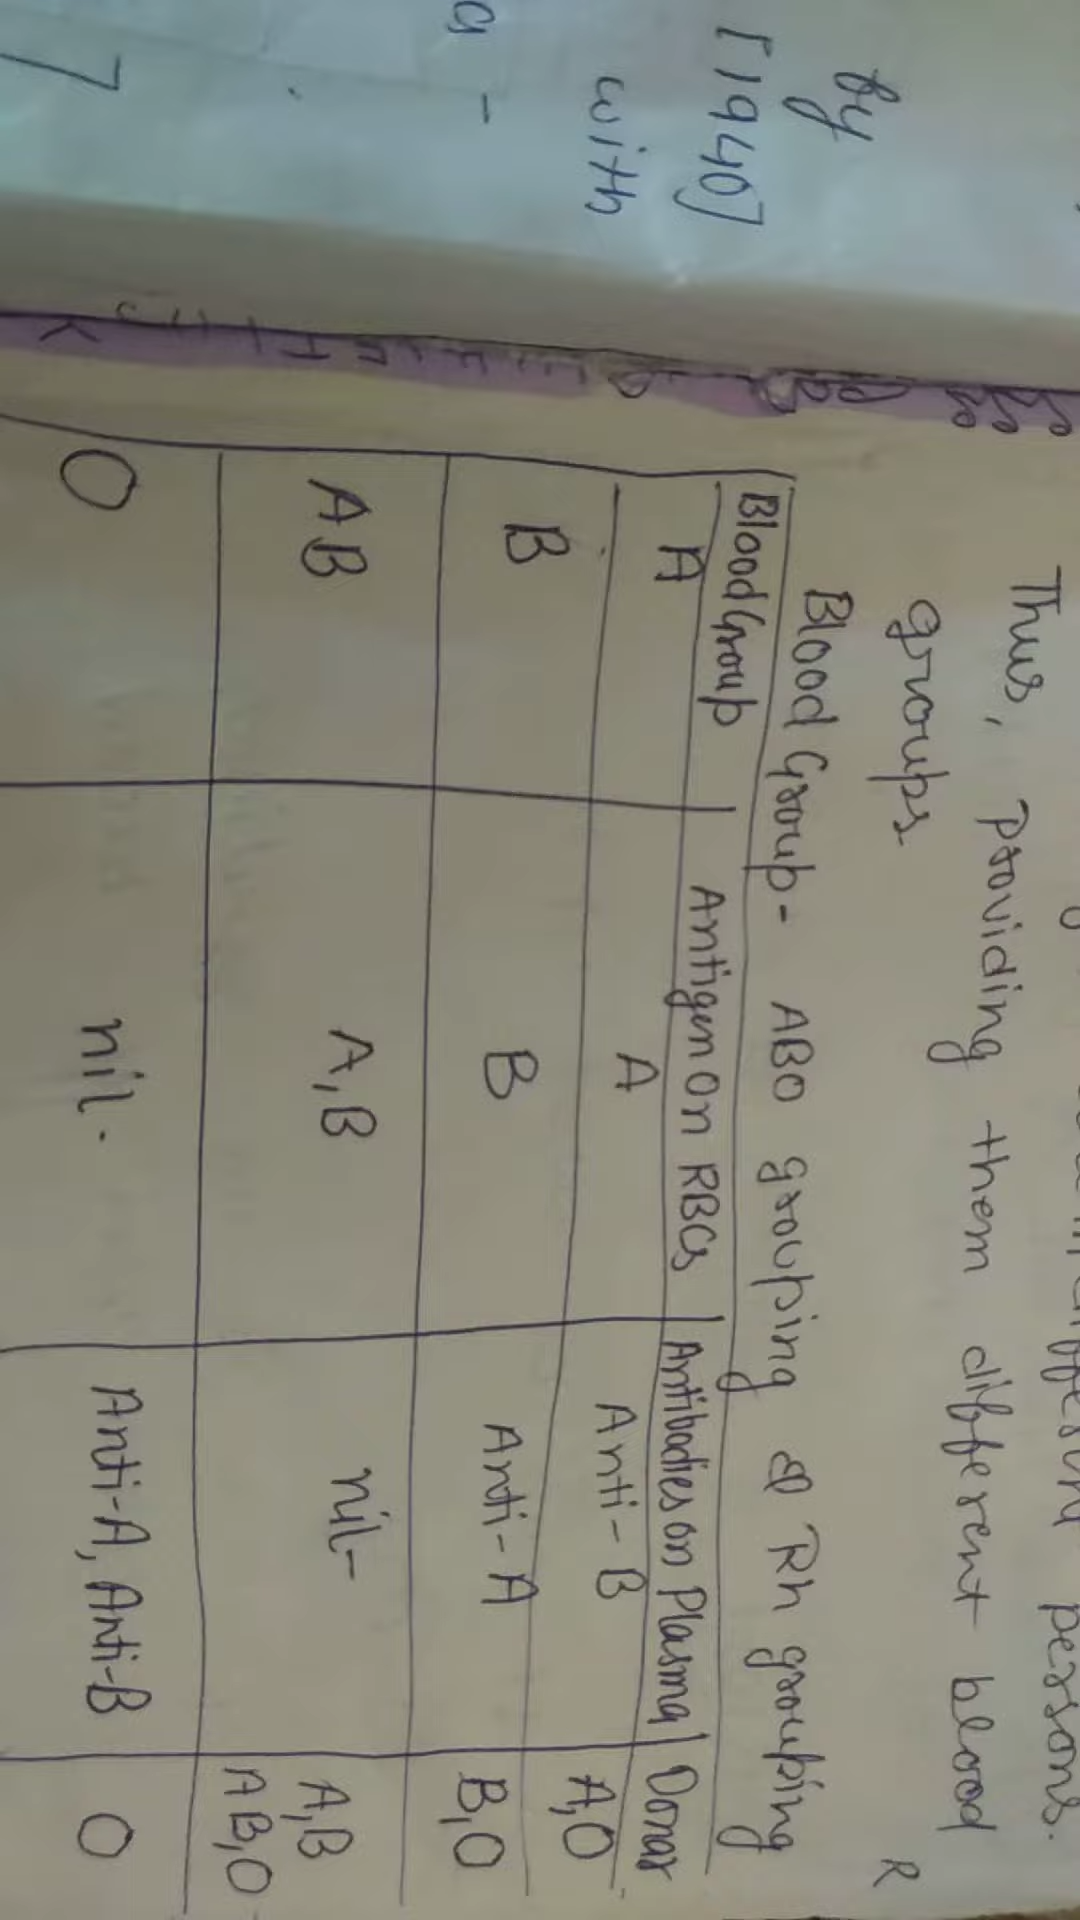 by
[1940]
with
persons.
Thus, providing them different blood
groups
R
Blood Group- ABO grouping & Rh grouping
Blood Group Antigen On RBCs Antibodies on Plasma Donar
A A Anti-B A,O
B B Anti-A B,O
AB A,B nil- A,B
AB,O
O nil. Anti-A, Anti-B O